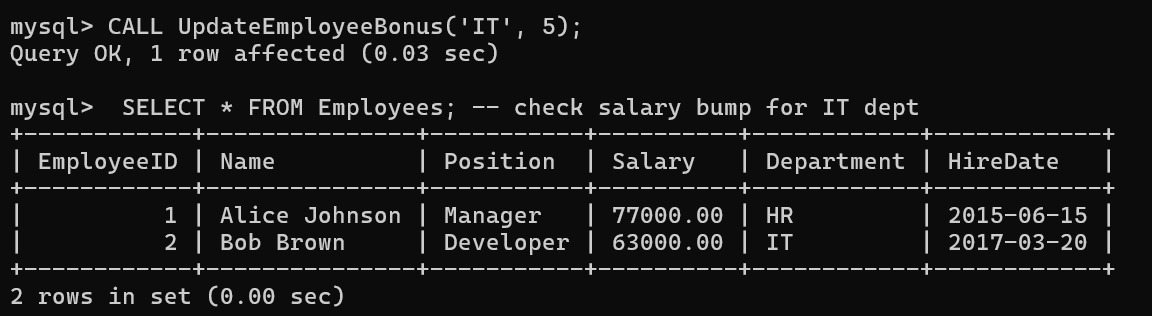 mysql> CALL UpdateEmployeeBonus('IT', 5);
Query OK, 1 row affected (0.03 sec)
mysql>  SELECT * FROM Employees; -- check salary bump for IT dept
+------------+---------------+-----------+----------+------------+------------+
| EmployeeID | Name          | Position  | Salary   | Department | HireDate   |
+------------+---------------+-----------+----------+------------+------------+
|          1 | Alice Johnson | Manager   | 77000.00 | HR         | 2015-06-15 |
|          2 | Bob Brown     | Developer | 63000.00 | IT         | 2017-03-20 |
+------------+---------------+-----------+----------+------------+------------+
2 rows in set (0.00 sec)